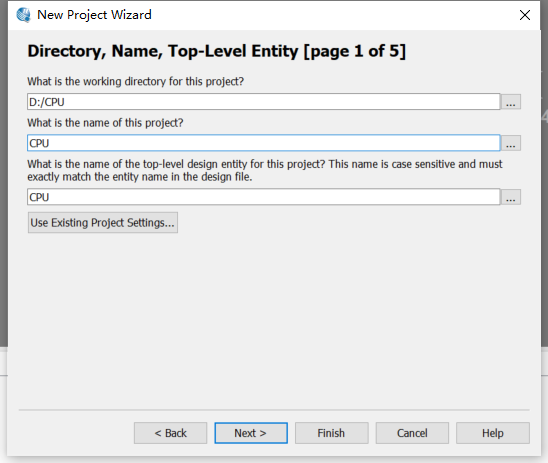 New Project Wizard
Directory, Name, Top-Level Entity [page 1 of 5]
What is the working directory for this project?
D:/CPU
...
What is the name of this project?
CPU
...
What is the name of the top-level design entity for this project? This name is case sensitive and must
exactly match the entity name in the design file.
CPU
...
Use Existing Project Settings...
< Back
Next >
Finish
Cancel
Help